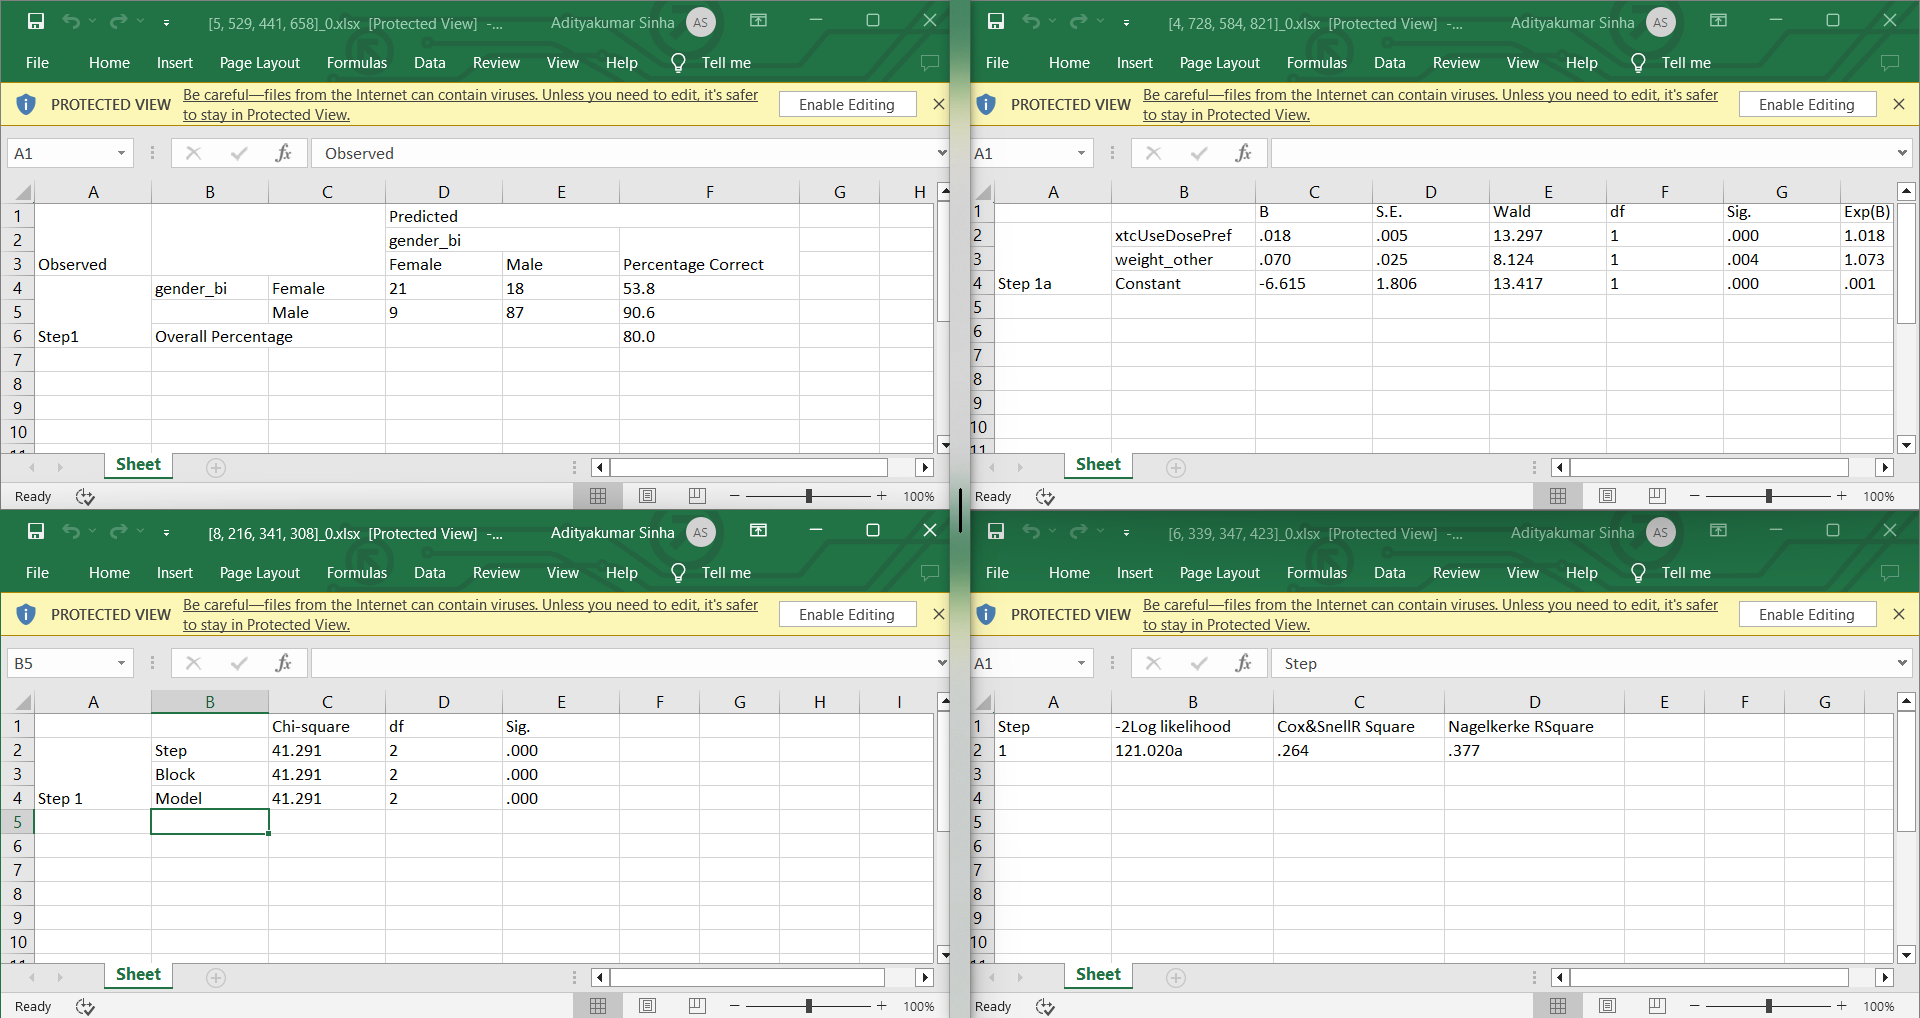 [5, 529, 441, 658]_0.xlsx [Protected View] -...
Adityakumar Sinha AS
File Home Insert Page Layout Formulas Data Review View Help Tell me
PROTECTED VIEW Be careful—files from the Internet can contain viruses. Unless you need to edit, it's safer
to stay in Protected View.
Enable Editing
A1 fx Observed
A B C D E F G H
1 Predicted
2 gender_bi
3 Observed Female Male Percentage Correct
4 gender_bi Female 21 18 53.8
5 Male 9 87 90.6
6 Step1 Overall Percentage 80.0
7
8
9
10
11
Sheet
Ready 100%
[4, 728, 584, 821]_0.xlsx [Protected View] -...
Adityakumar Sinha AS
File Home Insert Page Layout Formulas Data Review View Help Tell me
PROTECTED VIEW Be careful—files from the Internet can contain viruses. Unless you need to edit, it's safer
to stay in Protected View.
Enable Editing
A1 fx
A B C D E F G
1 B S.E. Wald df Sig. Exp(B)
2 xtcUseDosePref .018 .005 13.297 1 .000 1.018
3 weight_other .070 .025 8.124 1 .004 1.073
4 Step 1a Constant -6.615 1.806 13.417 1 .000 .001
5
6
7
8
9
10
11
Sheet
Ready 100%
[8, 216, 341, 308]_0.xlsx [Protected View] -...
Adityakumar Sinha AS
File Home Insert Page Layout Formulas Data Review View Help Tell me
PROTECTED VIEW Be careful—files from the Internet can contain viruses. Unless you need to edit, it's safer
to stay in Protected View.
Enable Editing
B5 fx
A B C D E F G H I
1 Chi-square df Sig.
2 Step 41.291 2 .000
3 Block 41.291 2 .000
4 Step 1 Model 41.291 2 .000
5
6
7
8
9
10
11
Sheet
Ready 100%
[6, 339, 347, 423]_0.xlsx [Protected View] -...
Adityakumar Sinha AS
File Home Insert Page Layout Formulas Data Review View Help Tell me
PROTECTED VIEW Be careful—files from the Internet can contain viruses. Unless you need to edit, it's safer
to stay in Protected View.
Enable Editing
A1 fx Step
A B C D E F G
1 Step -2Log likelihood Cox&SnellR Square Nagelkerke RSquare
2 1 121.020a .264 .377
3
4
5
6
7
8
9
10
11
Sheet
Ready 100%